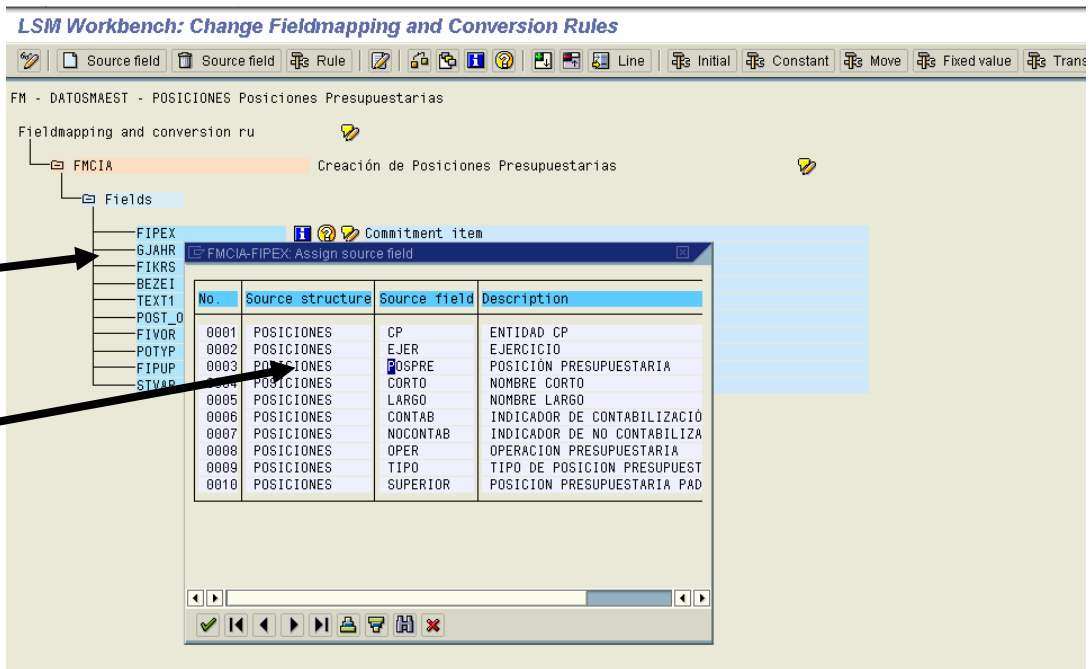 LSM Workbench: Change Fieldmapping and Conversion Rules
Source field Source field Rule Line Initial Constant Move Fixed value Trans
FM - DATOSMAEST - POSICIONES Posiciones Presupuestarias
Fieldmapping and conversion ru
FMCIA Creación de Posiciones Presupuestarias
Fields
FIPEX Commitment item
GJAHR
FIKRS
BEZEI
TEXT1
POST_O
FIVOR
POTYP
FIPUP
STVAR
FMCIA-FIPEX: Assign source field
No. Source structure Source field Description
0001 POSICIONES CP ENTIDAD CP
0002 POSICIONES EJER EJERCICIO
0003 POSICIONES POSPRE POSICIÓN PRESUPUESTARIA
0004 POSICIONES CORTO NOMBRE CORTO
0005 POSICIONES LARGO NOMBRE LARGO
0006 POSICIONES CONTAB INDICADOR DE CONTABILIZACIÓ
0007 POSICIONES NOCONTAB INDICADOR DE NO CONTABILIZA
0008 POSICIONES OPER OPERACION PRESUPUESTARIA
0009 POSICIONES TIPO TIPO DE POSICION PRESUPUEST
0010 POSICIONES SUPERIOR POSICION PRESUPUESTARIA PAD